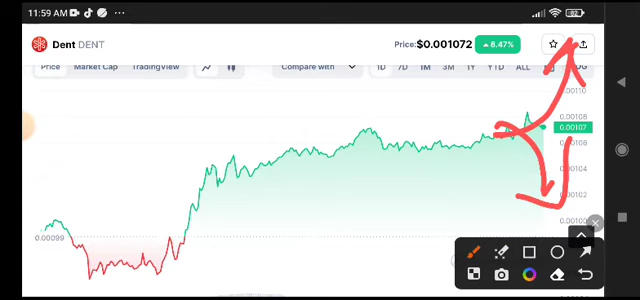 11:59 AM 82
Dent DENT Price: $0.001072 8.47%
Price Market Cap TradingView Compare with 1D 7D 1M 3M 1Y YTD ALL
0.00110
0.00108
0.00107
0.00106
0.00104
0.00102
0.00100
0.00099